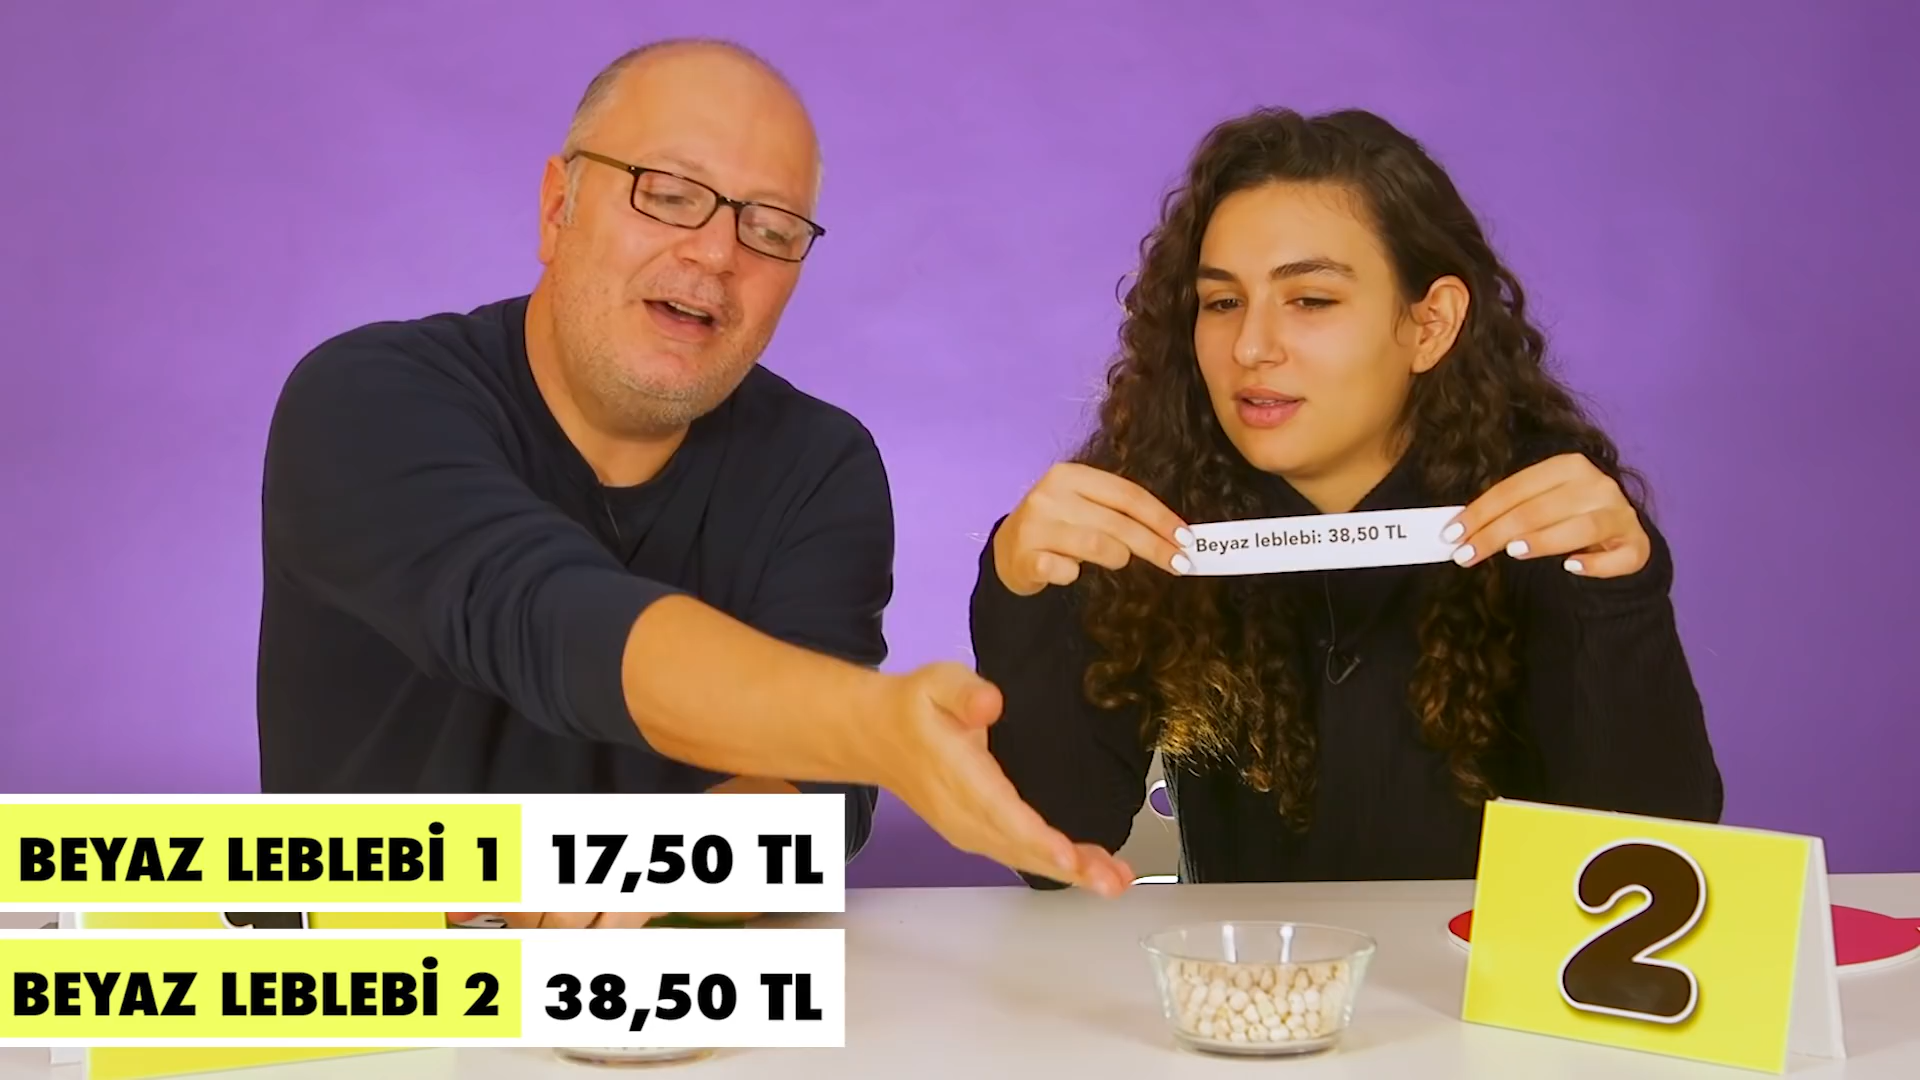 Beyaz leblebi: 38,50 TL
BEYAZ LEBLEBİ 1 17,50 TL
2
BEYAZ LEBLEBİ 2 38,50 TL